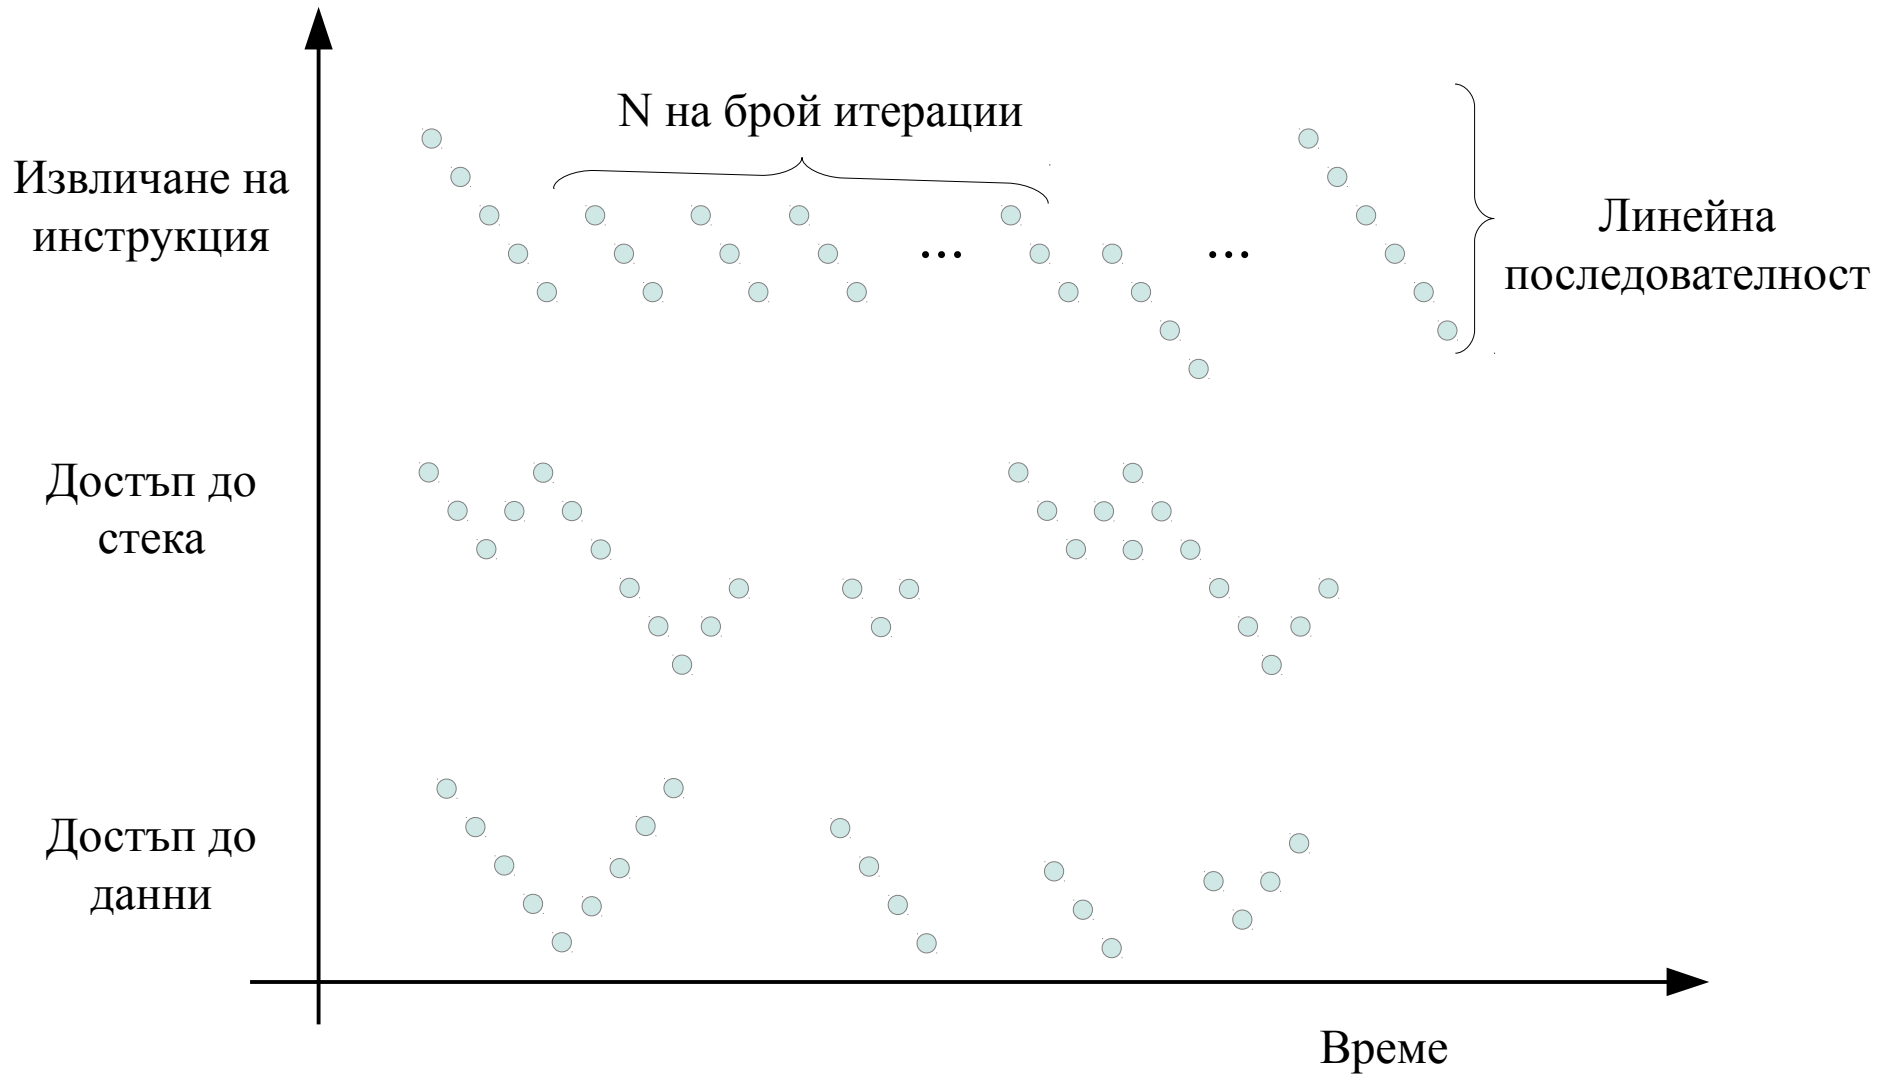 N на брой итерации
Извличане на
инструкция
...
...
Линейна
последователност
Достъп до
стека
Достъп до
данни
Време